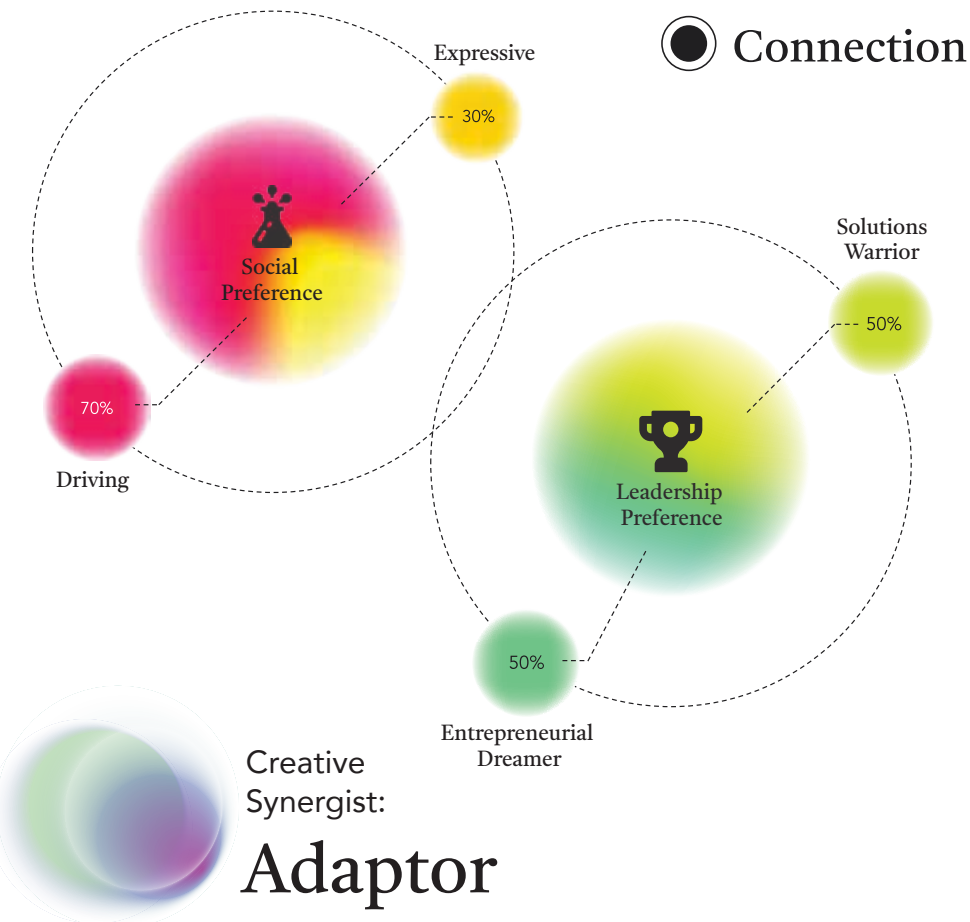 Connection
Expressive
30%
Social
Preference
70%
Driving
Solutions
Warrior
50%
Leadership
Preference
50%
Entrepreneurial
Dreamer
Creative
Synergist:
Adaptor